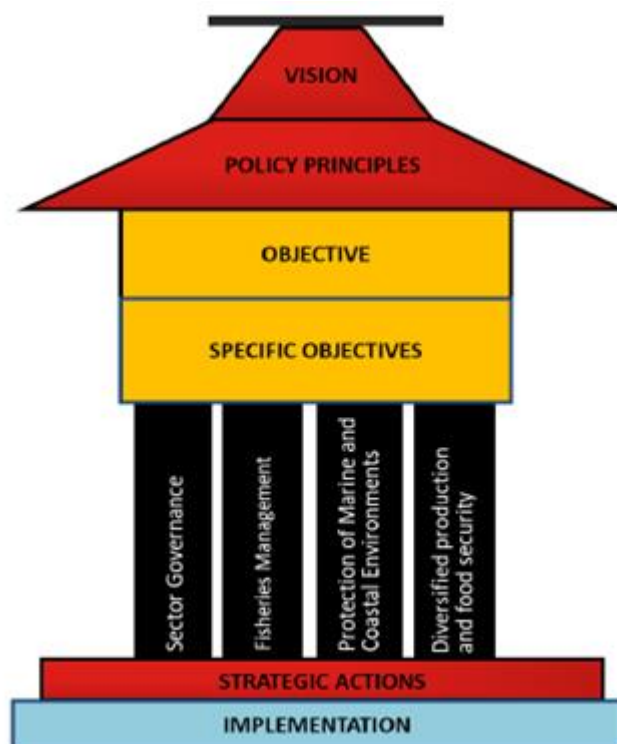 VISION
POLICY PRINCIPLES
OBJECTIVE
SPECIFIC OBJECTIVES
Sector Governance
Fisheries Management
Protection of Marine and
Coastal Environments
Diversified production
and food security
STRATEGIC ACTIONS
IMPLEMENTATION